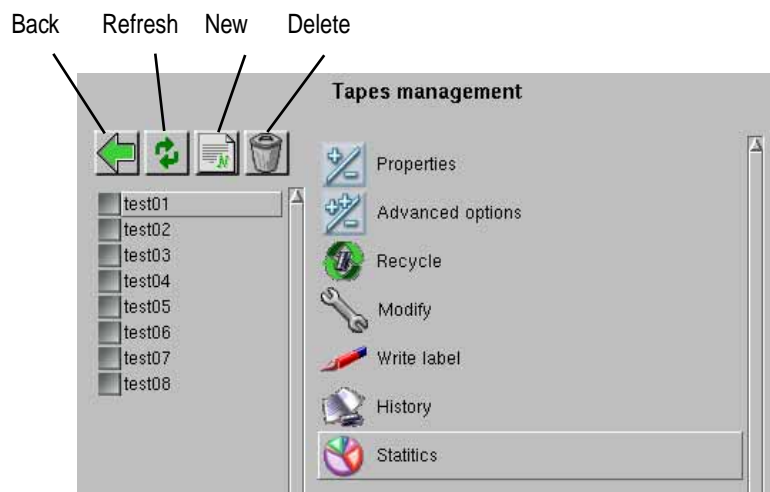 Back Refresh New Delete
Tapes management
test01
test02
test03
test04
test05
test06
test07
test08
Properties
Advanced options
Recycle
Modify
Write label
History
Statitics